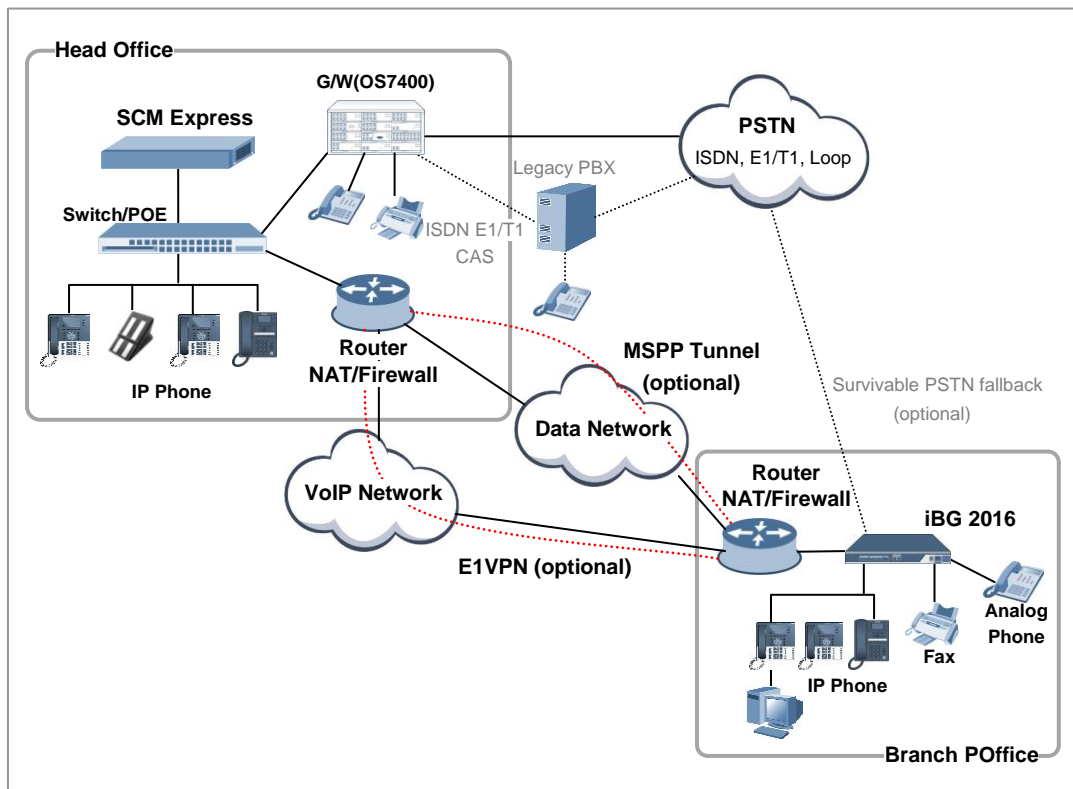 Head Office
G/W(OS7400)
SCM Express
PSTN
ISDN, E1/T1, Loop
Legacy PBX
Switch/POE
ISDN E1/T1
CAS
Router
NAT/Firewall
IP Phone
MSPP Tunnel
(optional)
Survivable PSTN fallback
(optional)
Data Network
VoIP Network
Router
NAT/Firewall
iBG 2016
E1VPN (optional)
Analog
Phone
Fax
IP Phone
Branch POffice